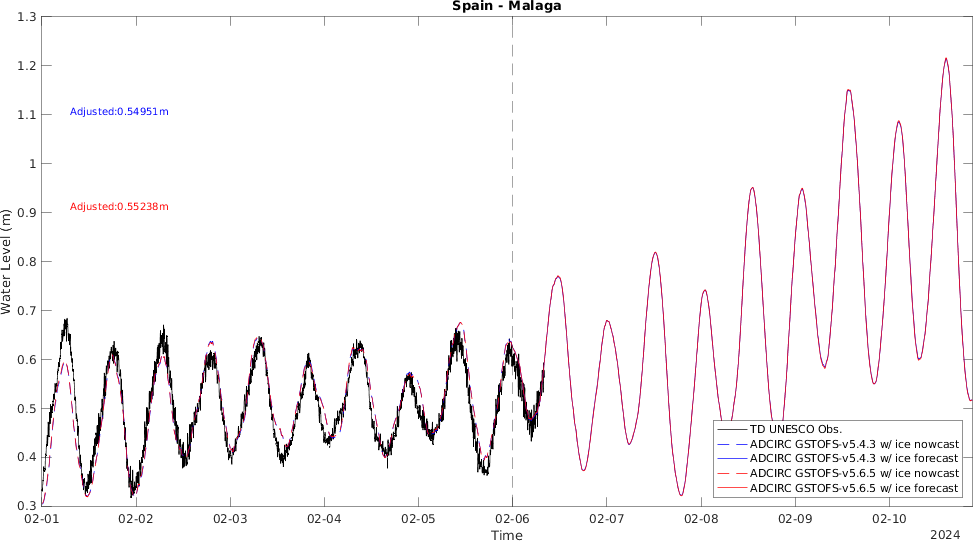 Spain - Malaga
1.3
1.2
1.1
1
0.9
0.8
0.7
0.6
0.5
0.4
0.3
Water Level (m)
Adjusted:0.54951m
Adjusted:0.55238m
TD UNESCO Obs.
ADCIRC GSTOFS-v5.4.3 w/ ice nowcast
ADCIRC GSTOFS-v5.4.3 w/ ice forecast
ADCIRC GSTOFS-v5.6.5 w/ ice nowcast
ADCIRC GSTOFS-v5.6.5 w/ ice forecast
02-01 02-02 02-03 02-04 02-05 02-06 02-07 02-08 02-09 02-10
Time
2024